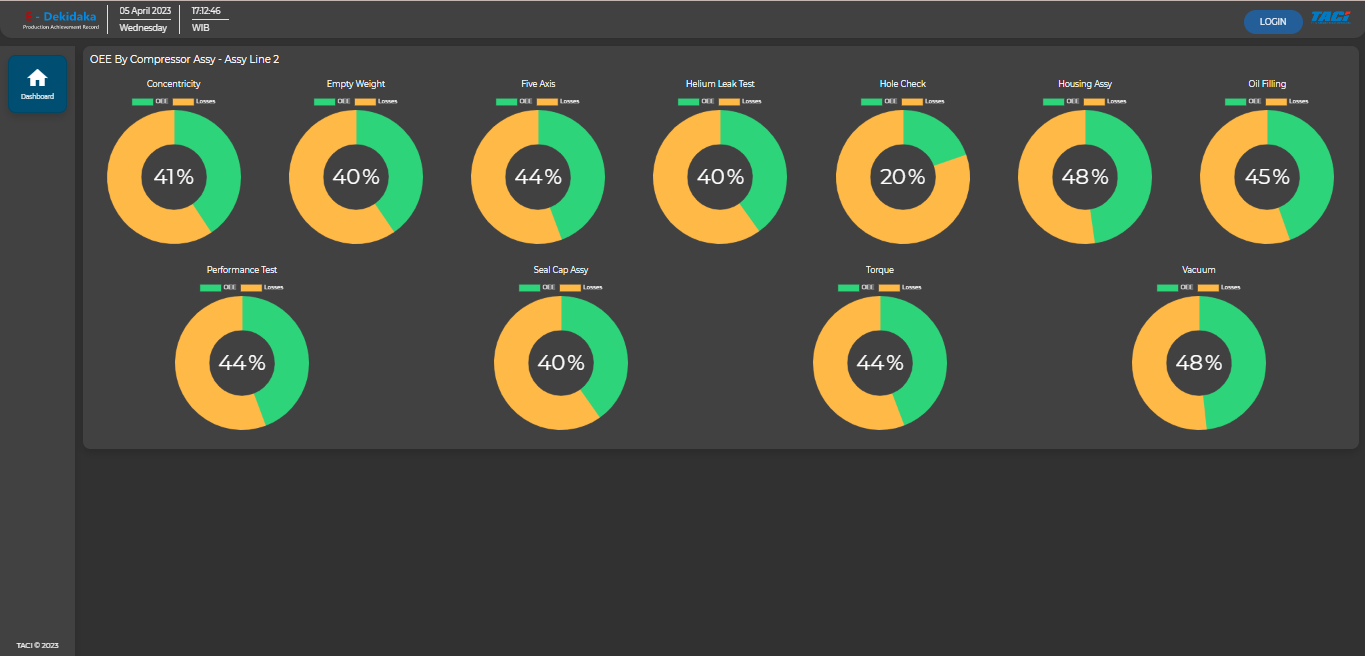 S - Dekidaka
Production Achievement Record
05 April 2023
Wednesday
17:12:46
WIB
LOGIN
TACI
Dashboard
OEE By Compressor Assy - Assy Line 2
Concentricity
OEE Losses
41%
Empty Weight
OEE Losses
40%
Five Axis
OEE Losses
44%
Helium Leak Test
OEE Losses
40%
Hole Check
OEE Losses
20%
Housing Assy
OEE Losses
48%
Oil Filling
OEE Losses
45%
Performance Test
OEE Losses
44%
Seal Cap Assy
OEE Losses
40%
Torque
OEE Losses
44%
Vacuum
OEE Losses
48%
TACI © 2023